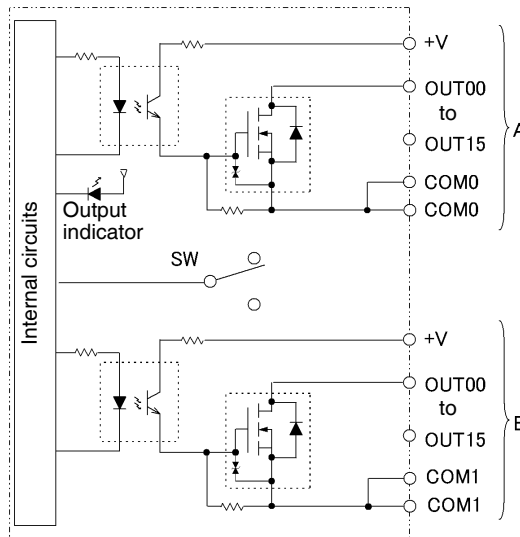 Internal circuits
Output
indicator
SW
+V
OUT00
to
OUT15
COM0
COM0
A
+V
OUT00
to
OUT15
COM1
COM1